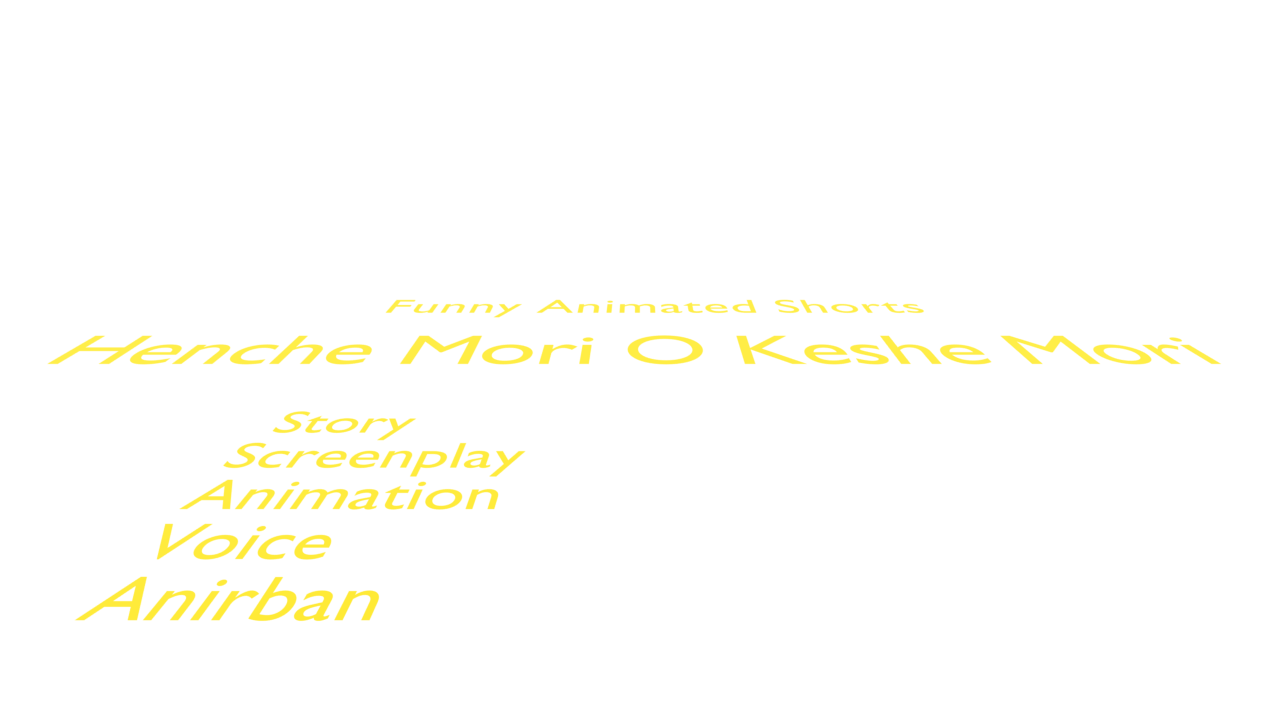 Funny Animated Shorts
Henche Mori O Keshe Mori
Story
Screenplay
Animation
Voice
Anirban